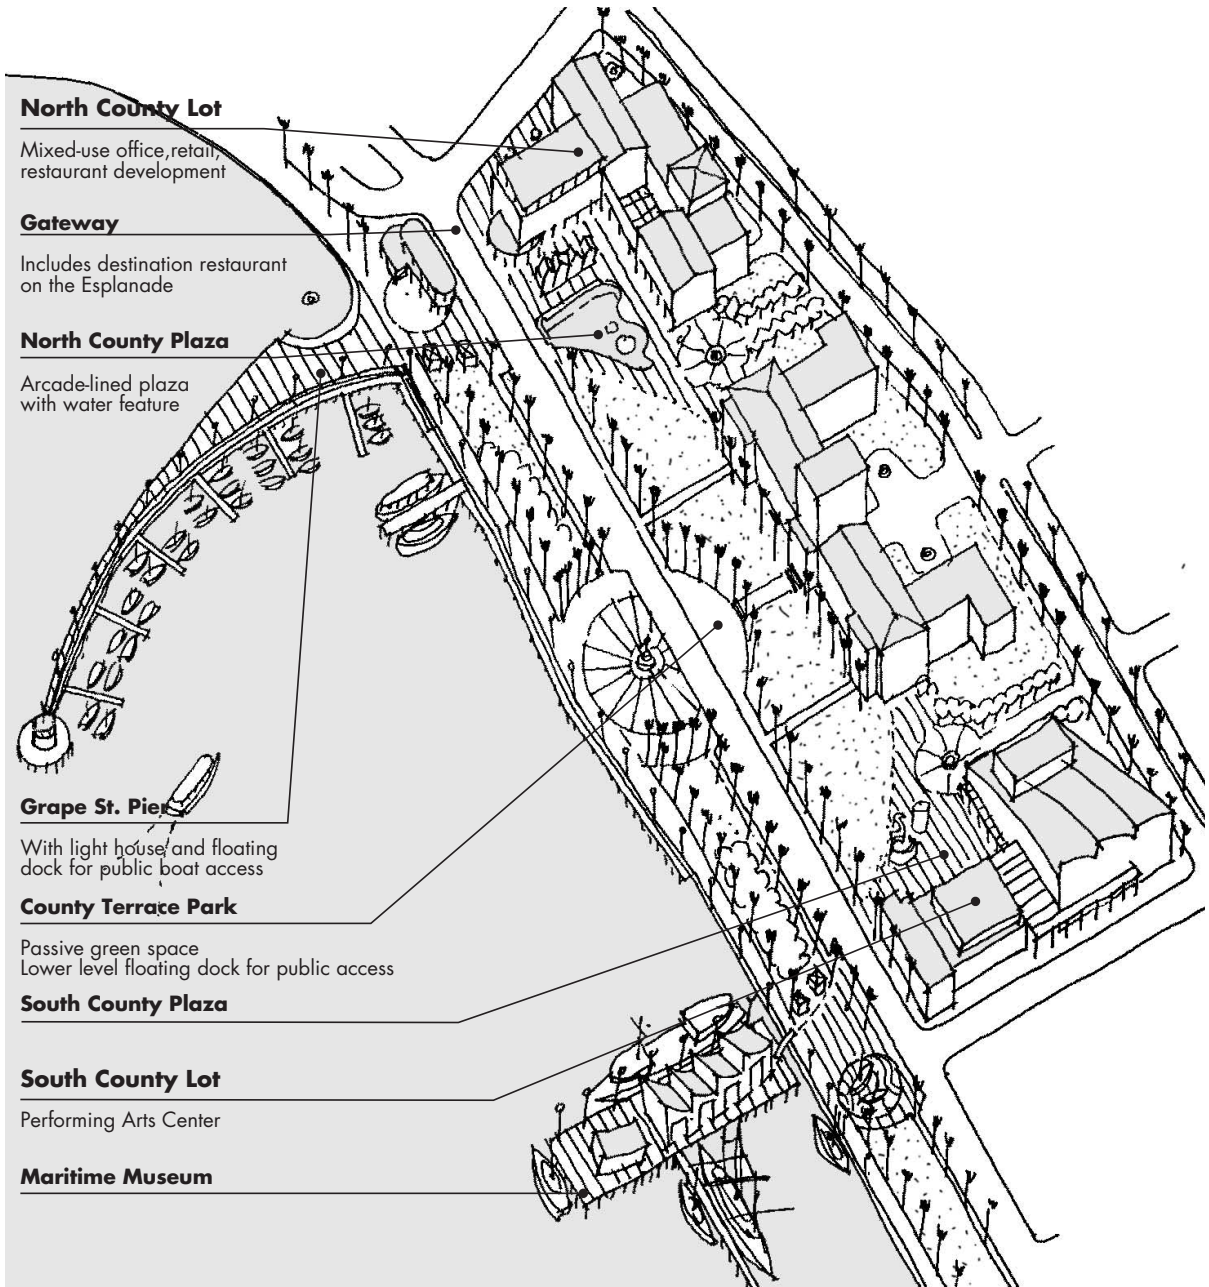 North County Lot
Mixed-use office,retail,
restaurant development
Gateway
Includes destination restaurant
on the Esplanade
North County Plaza
Arcade-lined plaza
with water feature
Grape St. Pier
With light house and floating
dock for public boat access
County Terrace Park
Passive green space
Lower level floating dock for public access
South County Plaza
South County Lot
Performing Arts Center
Maritime Museum